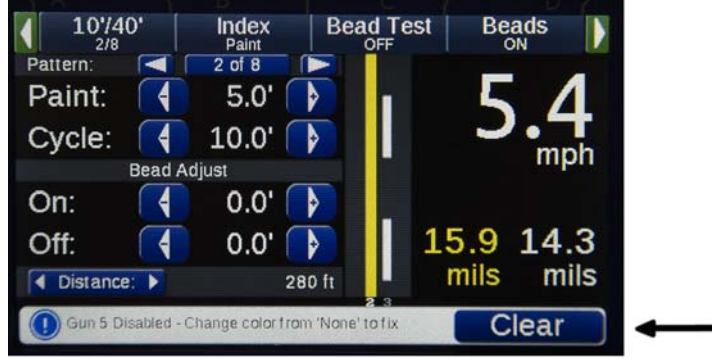 10'/40' Index Bead Test Beads
2/8 Paint OFF ON
Pattern: 2 of 8
Paint: 5.0'
Cycle: 10.0'
5.4
mph
Bead Adjust
On: 0.0'
Off: 0.0'
15.9 14.3
mils mils
Distance: 280 ft
2 3
Gun 5 Disabled - Change color from 'None' to fix Clear